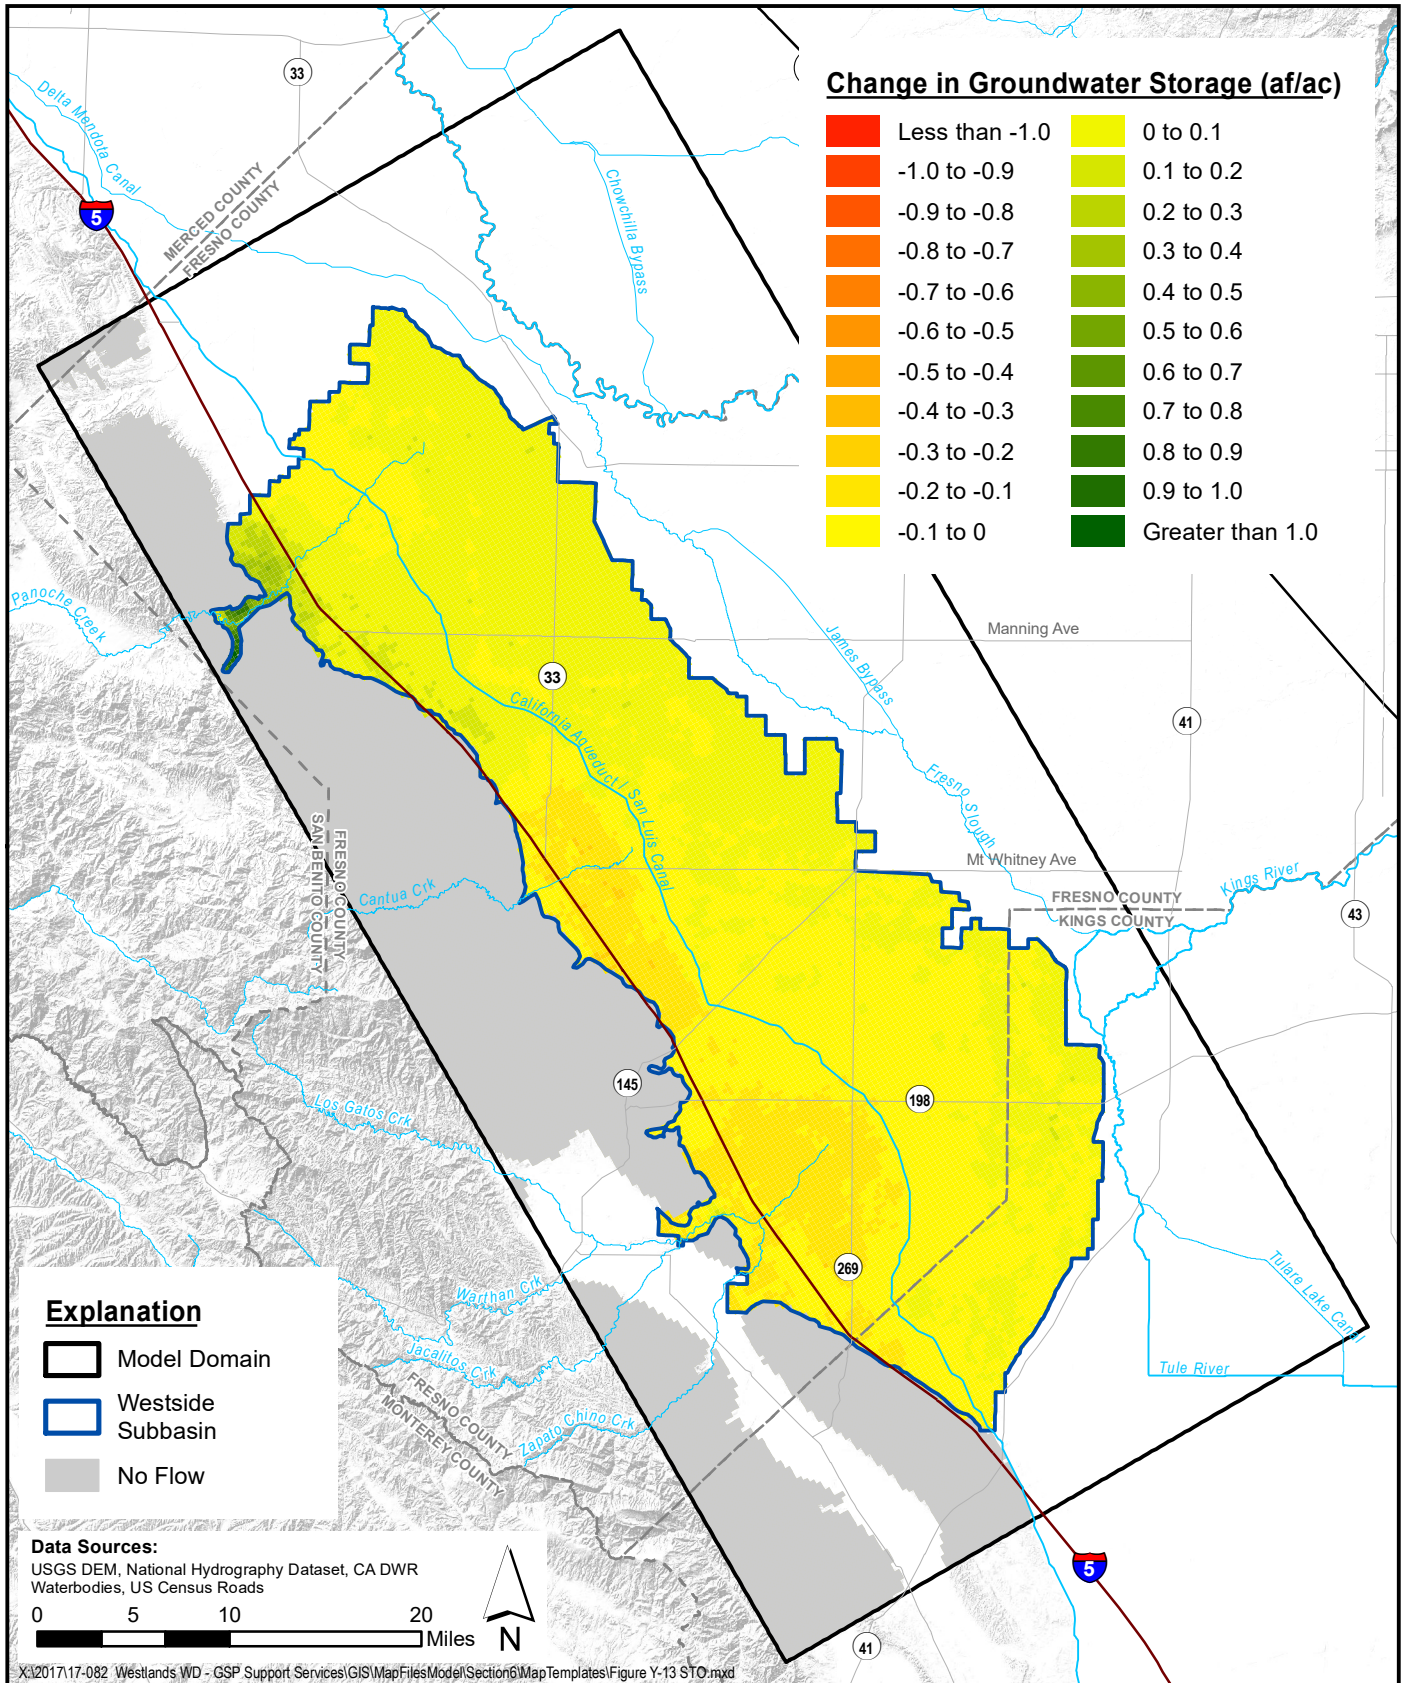 33
Delta Mendota Canal
Chowchilla Bypass
MERCED COUNTY
FRESNO COUNTY
5
Change in Groundwater Storage (af/ac)
Less than -1.0
-1.0 to -0.9
-0.9 to -0.8
-0.8 to -0.7
-0.7 to -0.6
-0.6 to -0.5
-0.5 to -0.4
-0.4 to -0.3
-0.3 to -0.2
-0.2 to -0.1
-0.1 to 0
0 to 0.1
0.1 to 0.2
0.2 to 0.3
0.3 to 0.4
0.4 to 0.5
0.5 to 0.6
0.6 to 0.7
0.7 to 0.8
0.8 to 0.9
0.9 to 1.0
Greater than 1.0
Panoche Creek
Manning Ave
James Bypass
33
41
California Aqueduct / San Luis Canal
Fresno Slough
SAN BENITO COUNTY
FRESNO COUNTY
Cantua Crk
Mt Whitney Ave
Kings River
FRESNO COUNTY
KINGS COUNTY
43
145
198
Los Gatos Crk
269
Warthan Crk
Jacalitos Crk
Zapato Chino Crk
FRESNO COUNTY
MONTEREY COUNTY
Tulare Lake Canal
Tule River
5
41
Explanation
Model Domain
Westside
Subbasin
No Flow
Data Sources:
USGS DEM, National Hydrography Dataset, CA DWR
Waterbodies, US Census Roads
0 5 10 20
Miles
N
X:\2017\17-082 Westlands WD - GSP Support Services\GIS\MapFilesModel\Section6\MapTemplates\Figure Y-13 STO.mxd